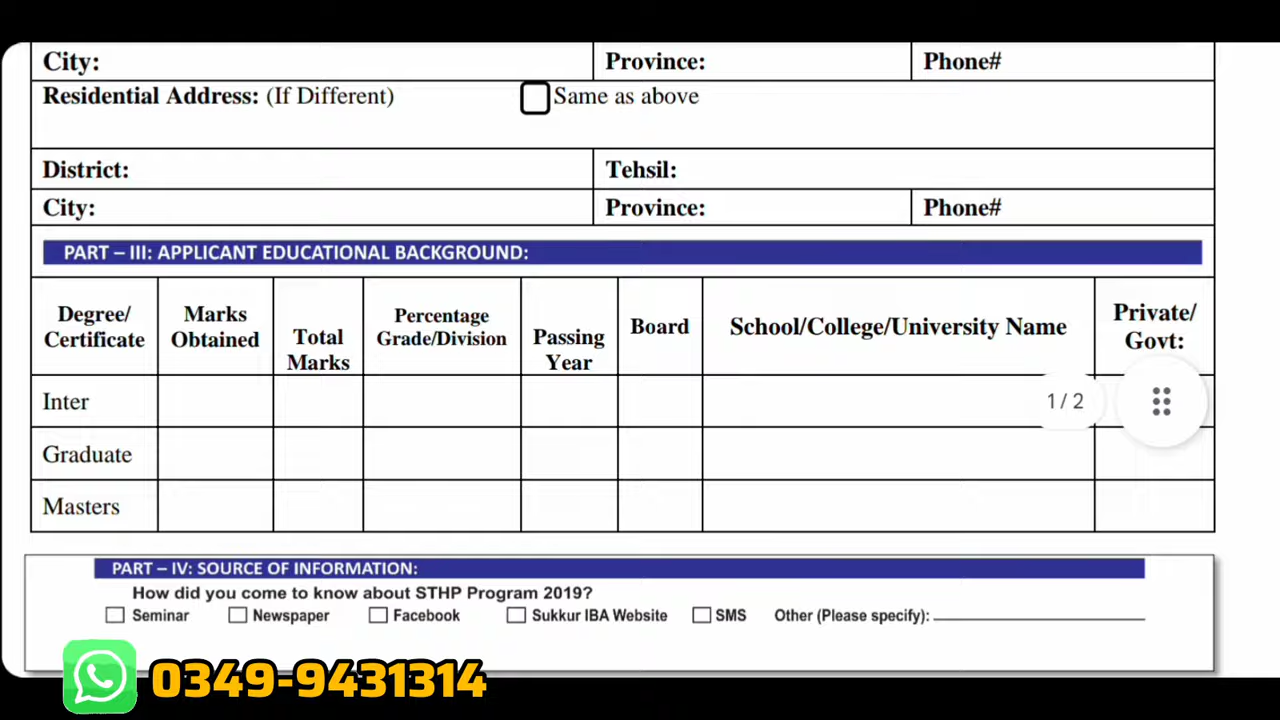 City: Province: Phone#
Residential Address: (If Different) Same as above
District: Tehsil:
City: Province: Phone#
PART – III: APPLICANT EDUCATIONAL BACKGROUND:
Degree/ Certificate Marks Obtained Total Marks Percentage Grade/Division Passing Year Board School/College/University Name Private/ Govt:
Inter
1 / 2
Graduate
Masters
PART – IV: SOURCE OF INFORMATION:
How did you come to know about STHP Program 2019?
Seminar Newspaper Facebook Sukkur IBA Website SMS Other (Please specify):
0349-9431314